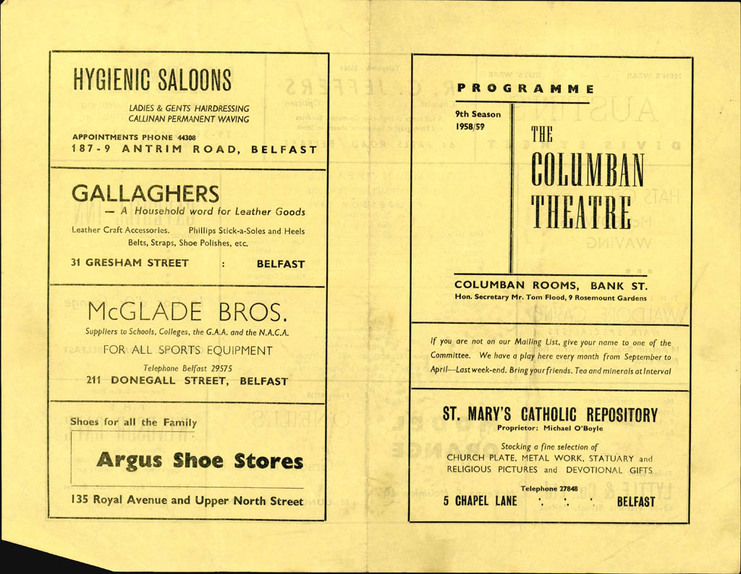 HYGIENIC SALOONS
LADIES & GENTS HAIRDRESSING
CALLINAN PERMANENT WAVING
APPOINTMENTS PHONE 44308
187-9 ANTRIM ROAD, BELFAST
GALLAGHERS
— A Household word for Leather Goods
Leather Craft Accessories. Phillips Stick-a-Soles and Heels
Belts, Straps, Shoe Polishes, etc.
31 GRESHAM STREET : BELFAST
McGLADE BROS.
Suppliers to Schools, Colleges, the G.A.A. and the N.A.C.A.
FOR ALL SPORTS EQUIPMENT
Telephone Belfast 29575
211 DONEGALL STREET, BELFAST
Shoes for all the Family
Argus Shoe Stores
135 Royal Avenue and Upper North Street
PROGRAMME
9th Season
1958/59
THE
COLUMBAN
THEATRE
COLUMBAN ROOMS, BANK ST.
Hon. Secretary Mr. Tom Flood, 9 Rosemount Gardens
If you are not on our Mailing List, give your name to one of the
Committee. We have a play here every month from September to
April—Last week-end. Bring your friends. Tea and minerals at Interval
ST. MARY'S CATHOLIC REPOSITORY
Proprietor: Michael O'Boyle
Stocking a fine selection of
CHURCH PLATE, METAL WORK, STATUARY and
RELIGIOUS PICTURES and DEVOTIONAL GIFTS
Telephone 27848
5 CHAPEL LANE . . . BELFAST